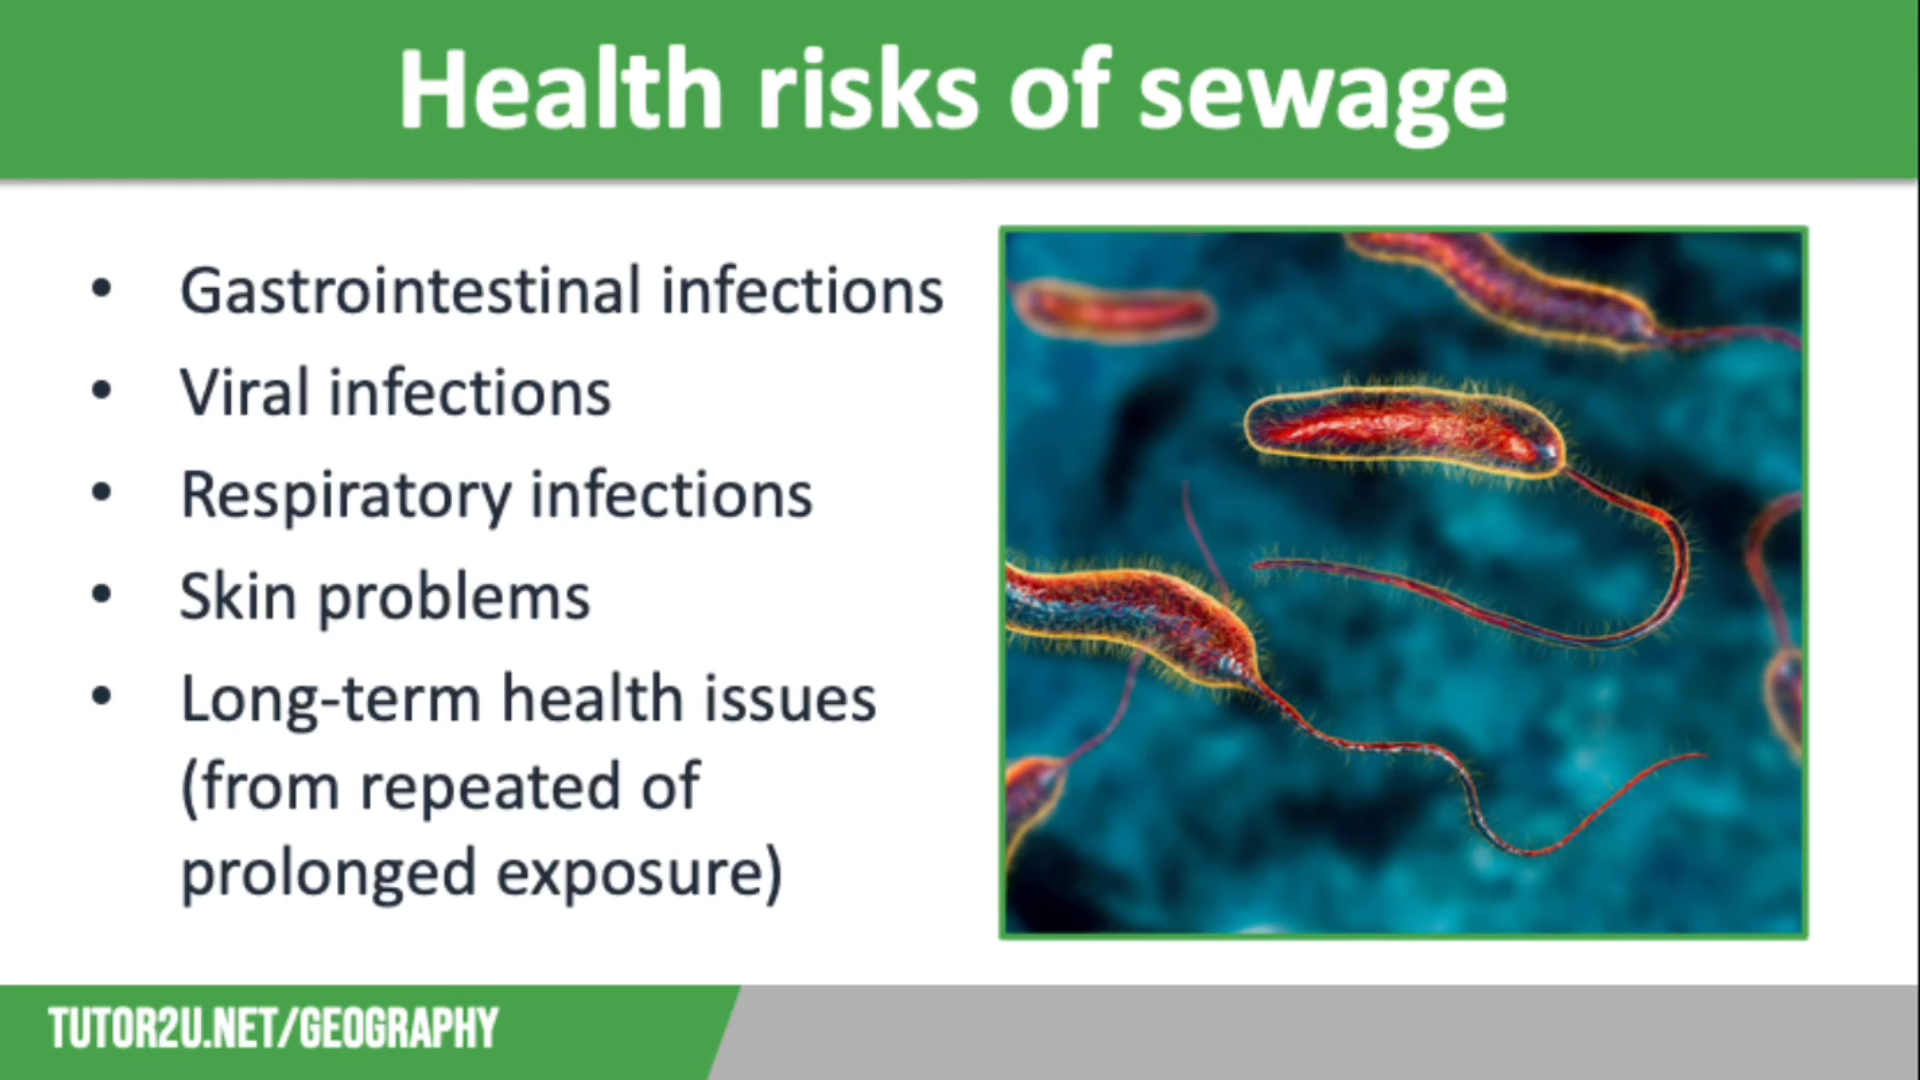 Health risks of sewage
• Gastrointestinal infections
• Viral infections
• Respiratory infections
• Skin problems
• Long-term health issues
(from repeated of
prolonged exposure)
TUTOR2U.NET/GEOGRAPHY